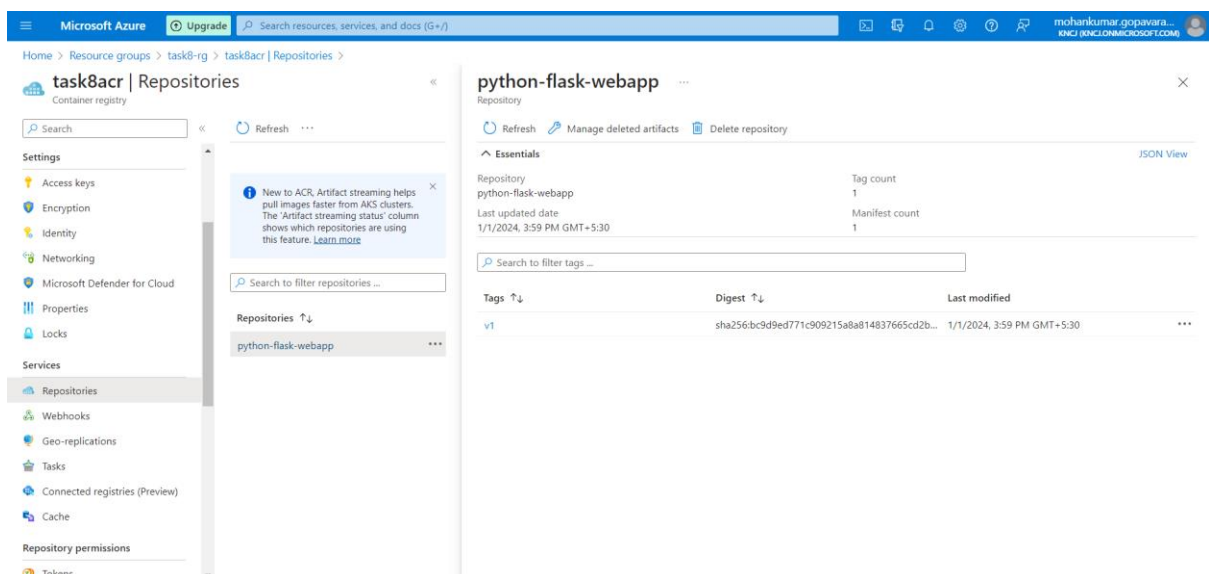 Microsoft Azure
Upgrade
Search resources, services, and docs (G+/)
mohankumar.gopavara...
KNCJ (KNCJ.ONMICROSOFT.COM)
Home > Resource groups > task8-rg > task8acr | Repositories >
task8acr | Repositories
Container registry
Search
Settings
Access keys
Encryption
Identity
Networking
Microsoft Defender for Cloud
Properties
Locks
Services
Repositories
Webhooks
Geo-replications
Tasks
Connected registries (Preview)
Cache
Repository permissions
Tokens
Refresh
New to ACR, Artifact streaming helps
pull images faster from AKS clusters.
The 'Artifact streaming status' column
shows which repositories are using
this feature. Learn more
Search to filter repositories ...
Repositories ↑↓
python-flask-webapp
python-flask-webapp
Repository
Refresh
Manage deleted artifacts
Delete repository
Essentials
JSON View
Repository
python-flask-webapp
Tag count
1
Last updated date
1/1/2024, 3:59 PM GMT+5:30
Manifest count
1
Search to filter tags ...
Tags ↑↓ Digest ↑↓ Last modified
v1 sha256:bc9d9ed771c909215a8a814837665cd2b... 1/1/2024, 3:59 PM GMT+5:30